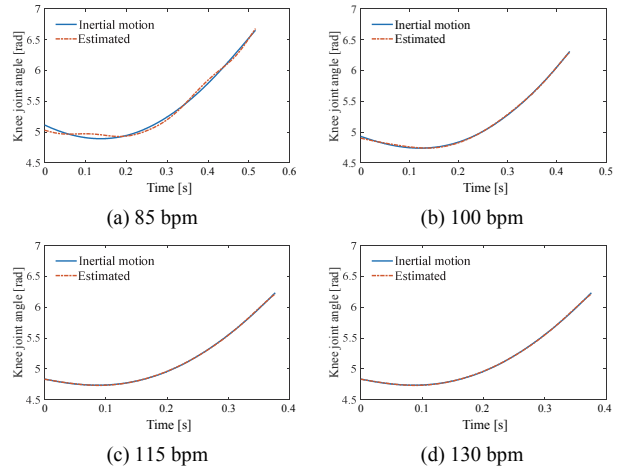 Knee joint angle [rad]
7
6.5
6
5.5
5
4.5
Inertial motion
Estimated
0 0.1 0.2 0.3 0.4 0.5 0.6
Time [s]
(a) 85 bpm
Knee joint angle [rad]
7
6.5
6
5.5
5
4.5
Inertial motion
Estimated
0 0.1 0.2 0.3 0.4 0.5
Time [s]
(b) 100 bpm
Knee joint angle [rad]
7
6.5
6
5.5
5
4.5
Inertial motion
Estimated
0 0.1 0.2 0.3 0.4
Time [s]
(c) 115 bpm
Knee joint angle [rad]
7
6.5
6
5.5
5
4.5
Inertial motion
Estimated
0 0.1 0.2 0.3 0.4
Time [s]
(d) 130 bpm